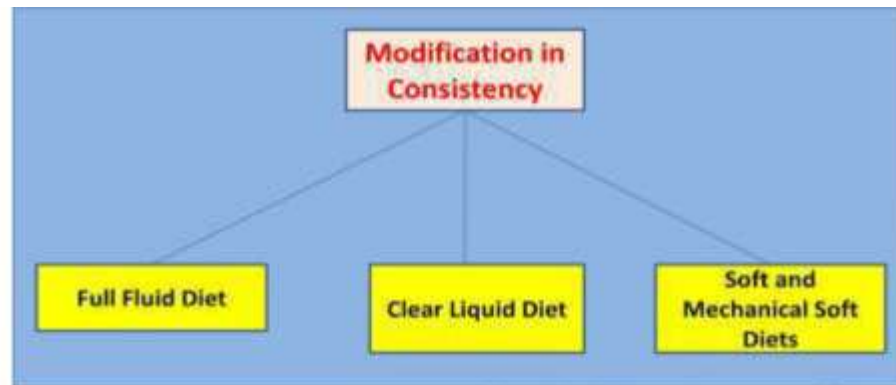 Modification in
Consistency
Full Fluid Diet
Clear Liquid Diet
Soft and
Mechanical Soft
Diets